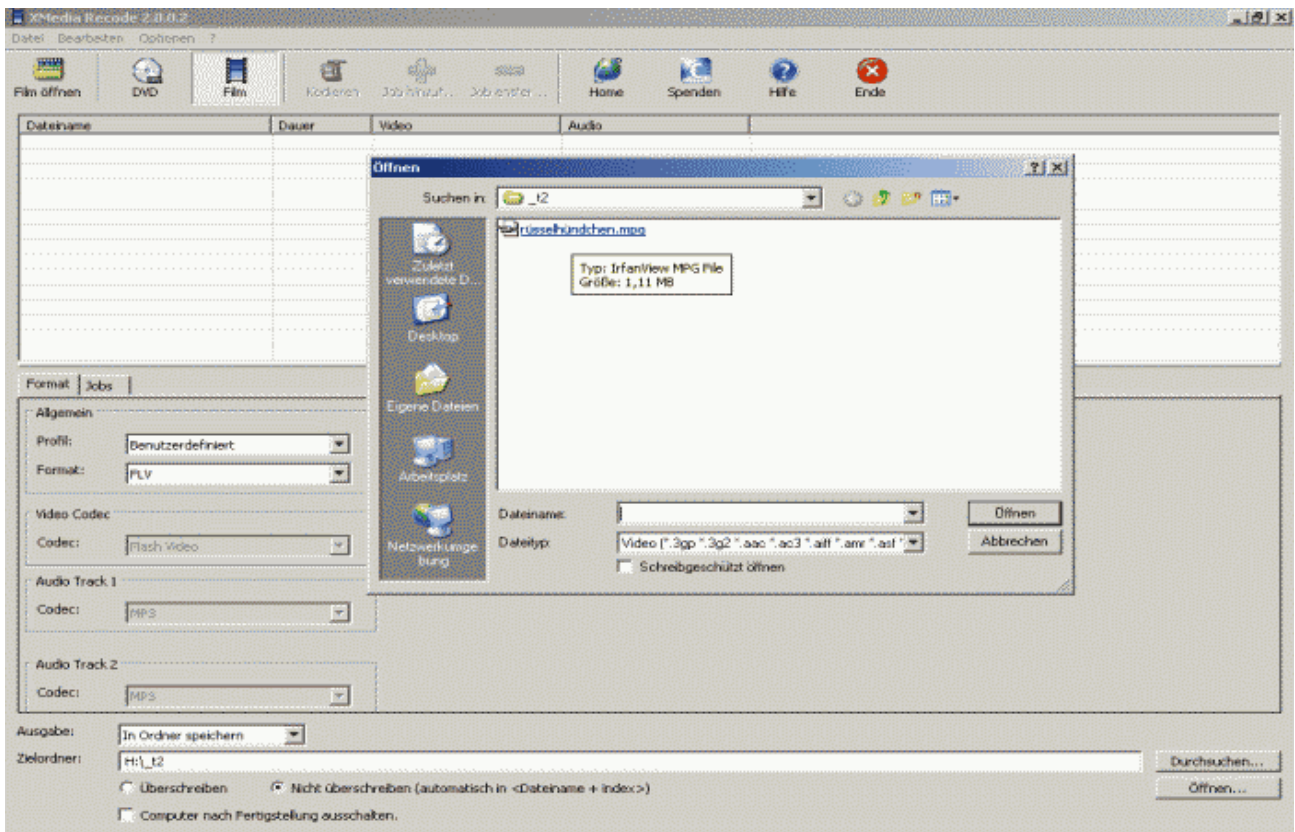 XMedia Recode 2.0.0.2
Datei Bearbeiten Optionen ?
Film öffnen DVD Film Kodieren Job hinzuf... Job entfer... Home Spenden Hilfe Ende
Dateiname Dauer Video Audio
Öffnen
Suchen in: _t2
rüsselhündchen.mpg
Typ: IrfanView MPG File
Größe: 1,11 MB
Zuletzt
verwendete D...
Desktop
Eigene Dateien
Arbeitsplatz
Netzwerkumge
bung
Dateiname: Öffnen
Dateityp: Video (*.3gp *.3g2 *.aac *.ac3 *.aiff *.amr *.asf * Abbrechen
Schreibgeschützt öffnen
Format Jobs
Allgemein
Profil: Benutzerdefiniert
Format: FLV
Video Codec
Codec: Flash Video
Audio Track 1
Codec: MP3
Audio Track 2
Codec: MP3
Ausgabe: In Ordner speichern
Zielordner: H:\_t2 Durchsuchen...
Überschreiben Nicht überschreiben (automatisch in <Dateiname + Index>) Öffnen...
Computer nach Fertigstellung ausschalten.